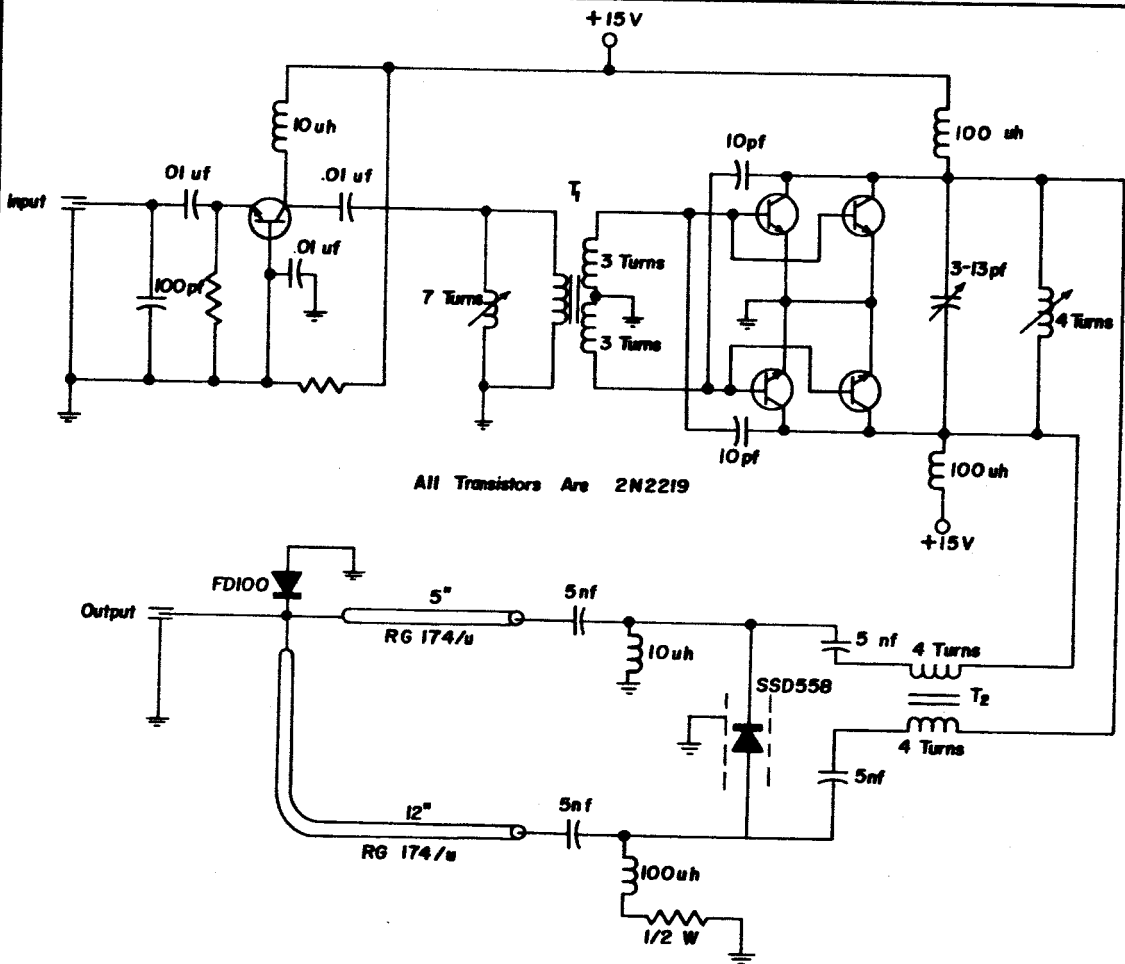 +15V
10uh
100 uh
10pf
01 uf
.01 uf
T1
input
.01 uf
3 Turns
3-13pf
100pf
7 Turns
4 Turns
3 Turns
10pf
100uh
All Transistors Are 2N2219
+15V
FD100
5"
5nf
Output
RG 174/u
5 nf
4 Turns
10uh
SSD558
T2
4 Turns
5nf
12"
5nf
RG 174/u
100uh
1/2 W